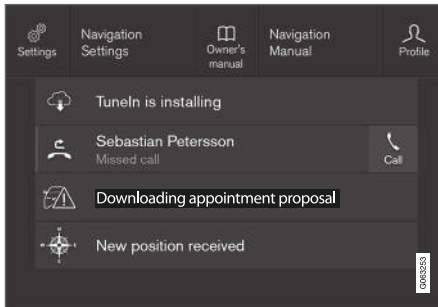 Settings
Navigation Settings
Owner's manual
Navigation Manual
Profile
TuneIn is installing
Sebastian Petersson
Missed call
Call
Downloading appointment proposal
New position received
G063253